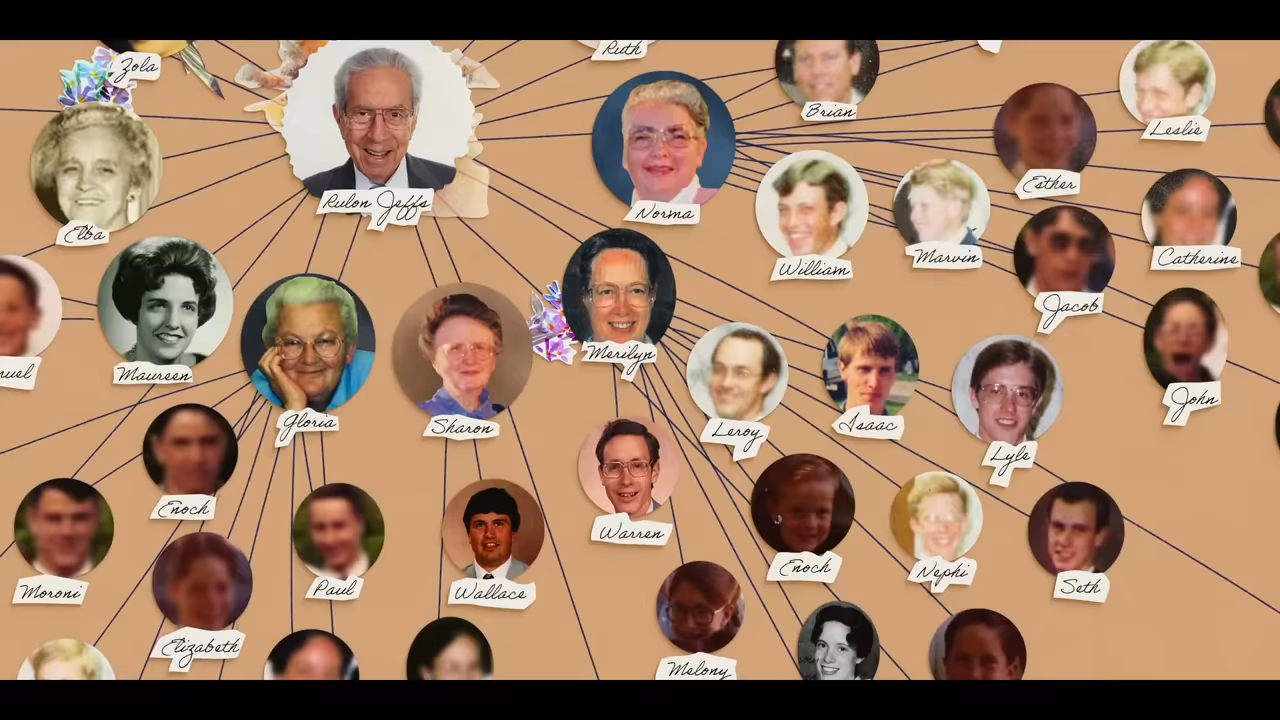 Ruth
Zola
Brian
Leslie
Esther
Rulon Jeffs
Norma
Elba
William
Marvin
Catherine
Jacob
Merilyn
Maureen
uel
John
Gloria
Sharon
Leroy
Isaac
Lyle
Enoch
Warren
Enoch
Nephi
Seth
Moroni
Paul
Wallace
Elizabeth
Melony